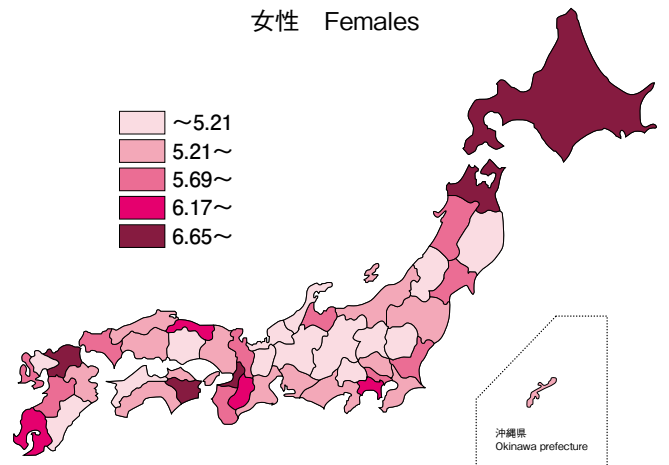 女性　Females
～5.21
5.21～
5.69～
6.17～
6.65～
沖縄県
Okinawa prefecture